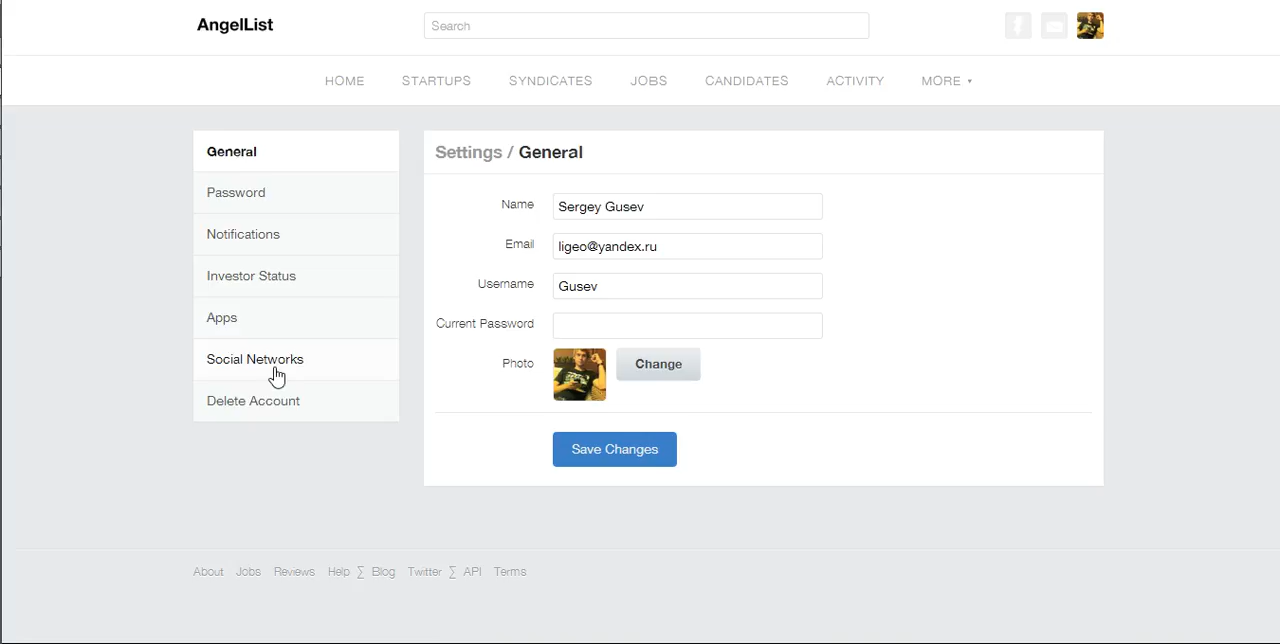 AngelList
Search
HOME STARTUPS SYNDICATES JOBS CANDIDATES ACTIVITY MORE
General
Password
Notifications
Investor Status
Apps
Social Networks
Delete Account
Settings / General
Name Sergey Gusev
Email ligeo@yandex.ru
Username Gusev
Current Password
Photo Change
Save Changes
About Jobs Reviews Help ∑ Blog Twitter ∑ API Terms